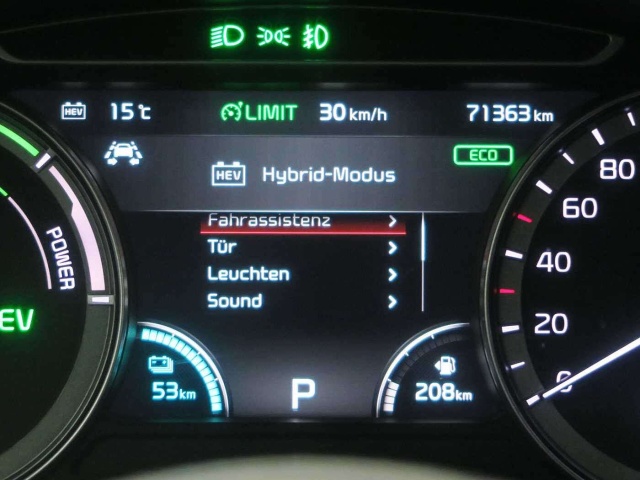 HEV 15 °C LIMIT 30 km/h 71363 km
HEV Hybrid-Modus ECO
Fahrassistenz
Tür
Leuchten
Sound
POWER
EV
53 km
P
208 km
80
60
40
20
0